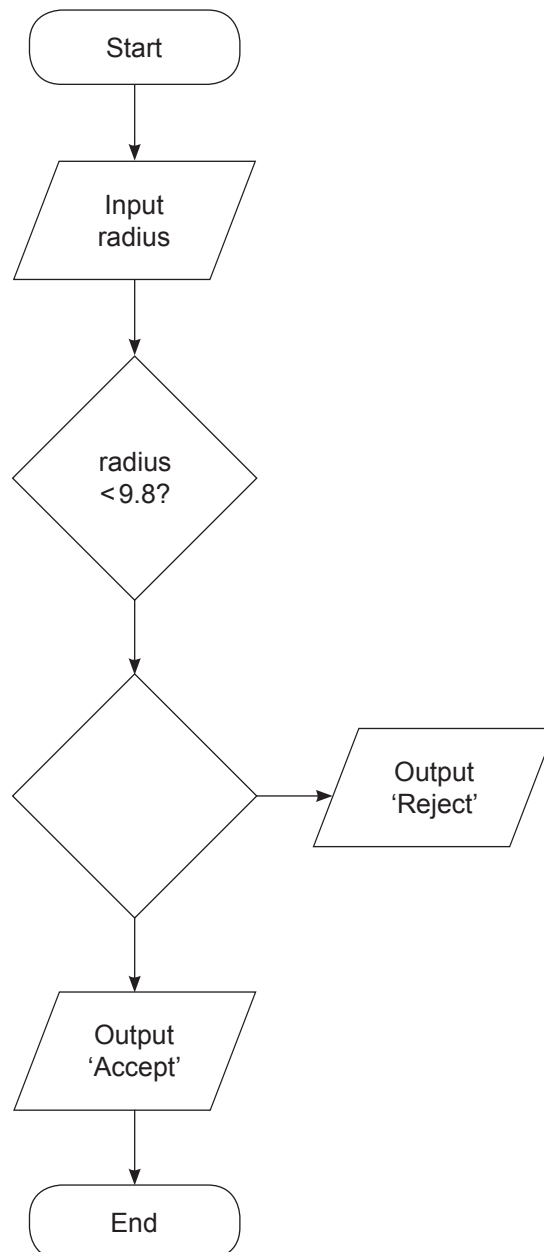 Start
Input
radius
radius
< 9.8?
Output
‘Reject’
Output
‘Accept’
End